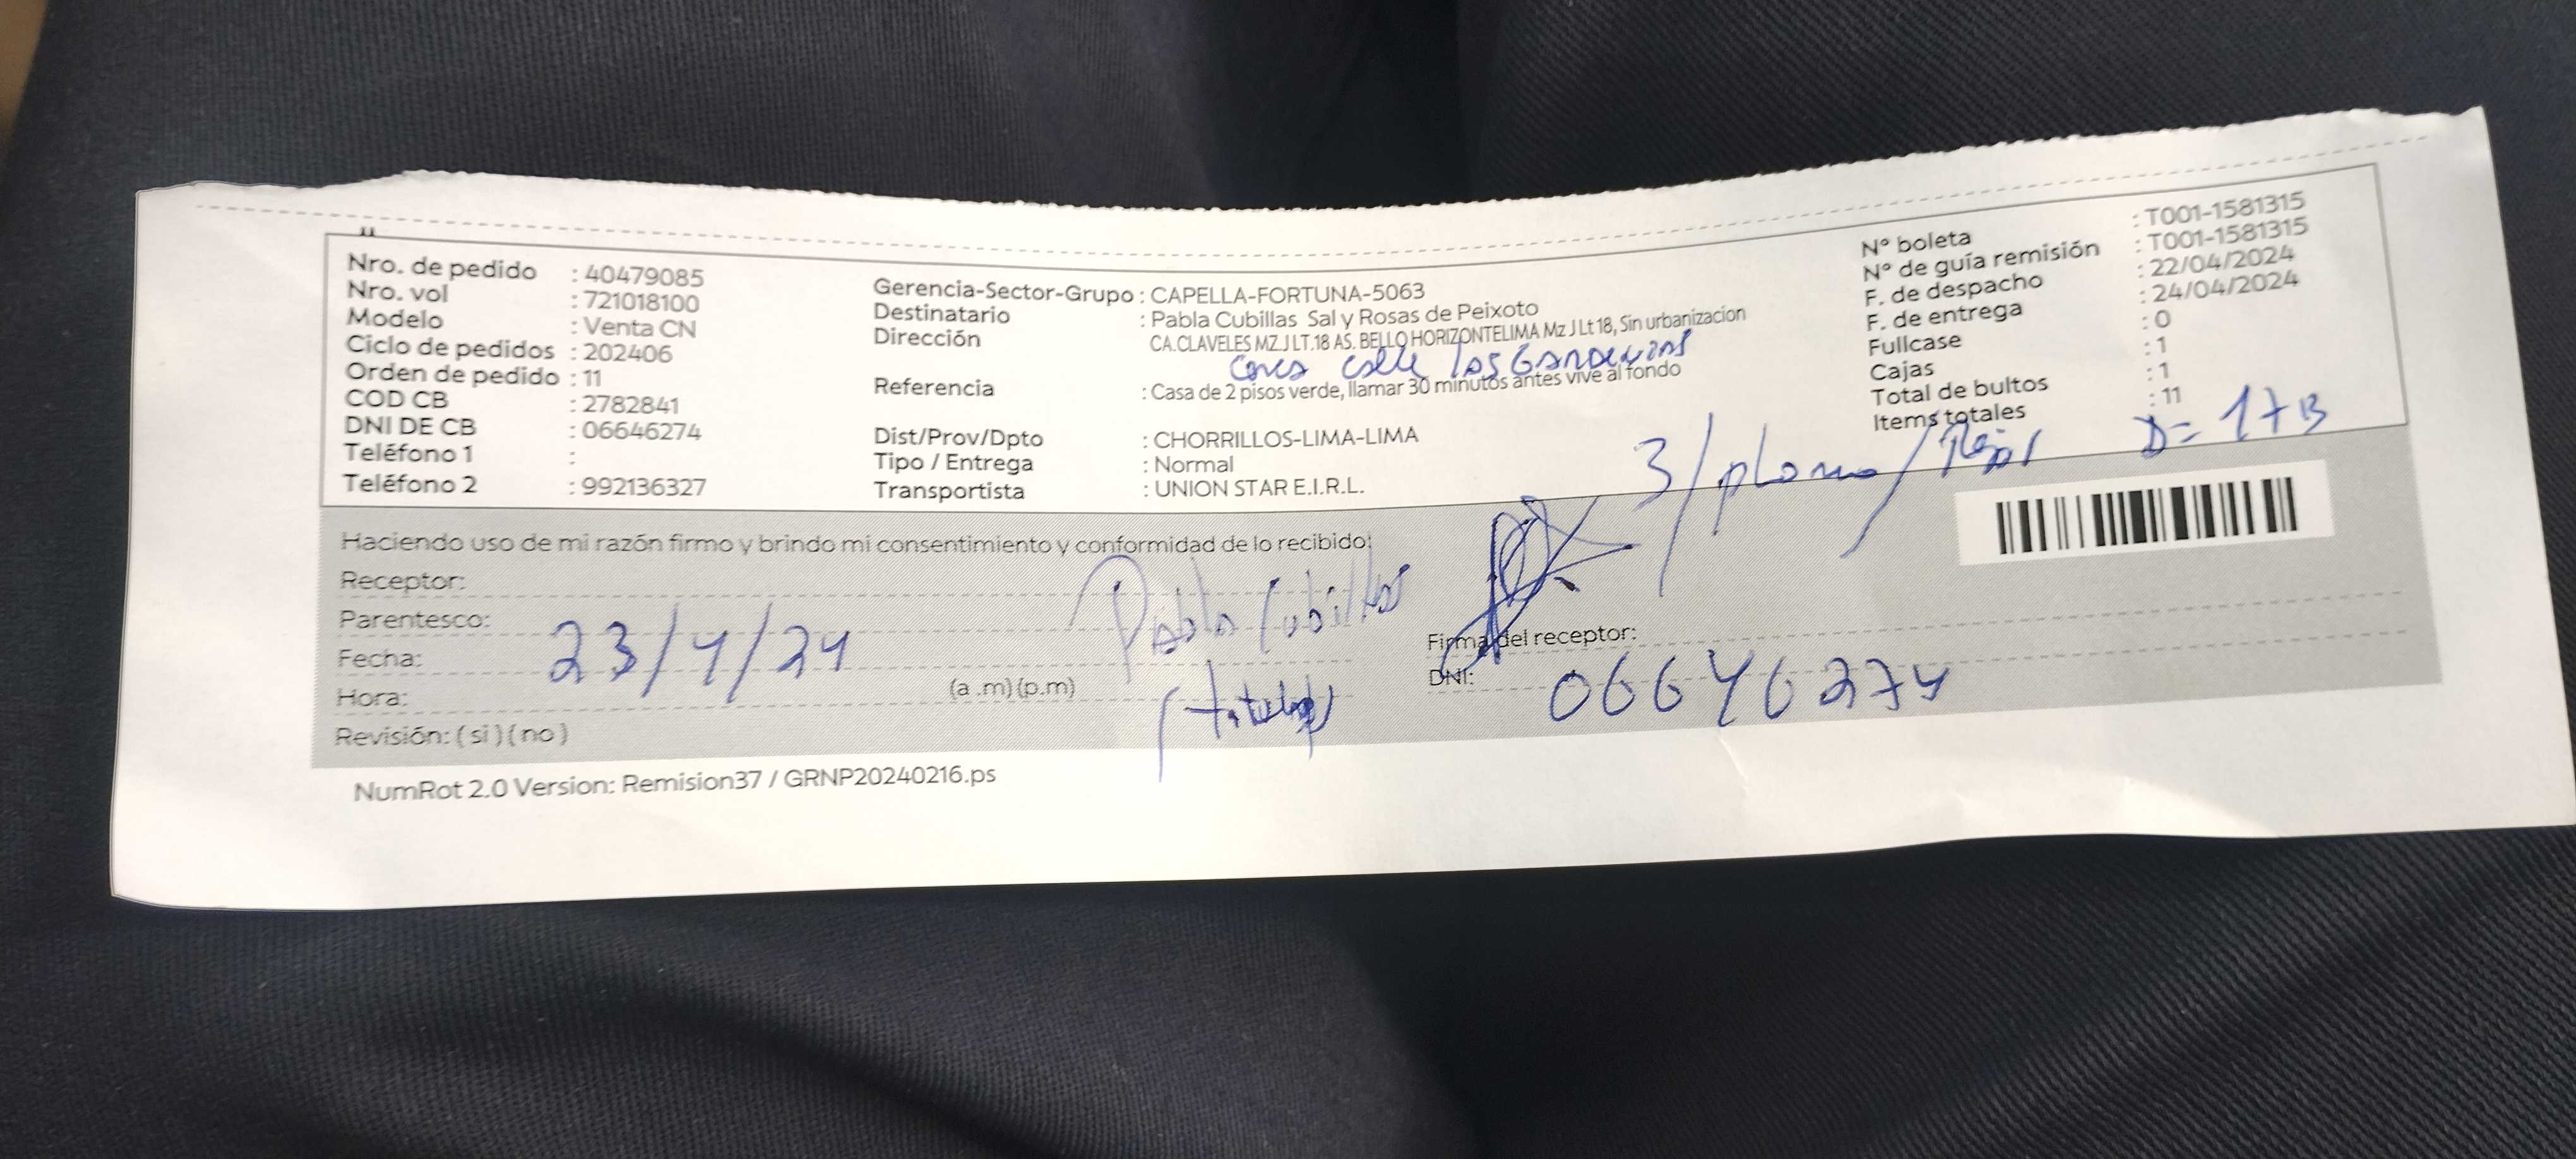 Nro. de pedido : 40479085
Nro. vol : 721018100
Modelo : Venta CN
Ciclo de pedidos : 202406
Orden de pedido : 11
COD CB : 2782841
DNI DE CB : 06646274
Teléfono 1 :
Teléfono 2 : 992136327
Gerencia-Sector-Grupo : CAPELLA-FORTUNA-5063
Destinatario : Pabla Cubillas Sal y Rosas de Peixoto
Dirección CA.CLAVELES MZ.J LT.18 AS. BELLO HORIZONTELIMA Mz J Lt 18, Sin urbanizacion
calle las Gardenias
Referencia : Casa de 2 pisos verde, llamar 30 minutos antes vive al fondo
Dist/Prov/Dpto : CHORRILLOS-LIMA-LIMA
Tipo / Entrega : Normal
Transportista : UNION STAR E.I.R.L.
N° boleta : T001-1581315
N° de guía remisión : T001-1581315
F. de despacho : 22/04/2024
F. de entrega : 24/04/2024
Fullcase : 0
Cajas : 1
Total de bultos : 1
Items totales : 11
3/plomo/
D= 17B
Haciendo uso de mi razón firmo y brindo mi consentimiento y conformidad de lo recibido:
Receptor:
Pabla Cubillas
Parentesco:
Fecha: 23/4/24
Hora: (a .m)(p.m)
(titular)
Revisión: ( si )( no )
Firma del receptor:
DNI: 06646274
NumRot 2.0 Version: Remision37 / GRNP20240216.ps